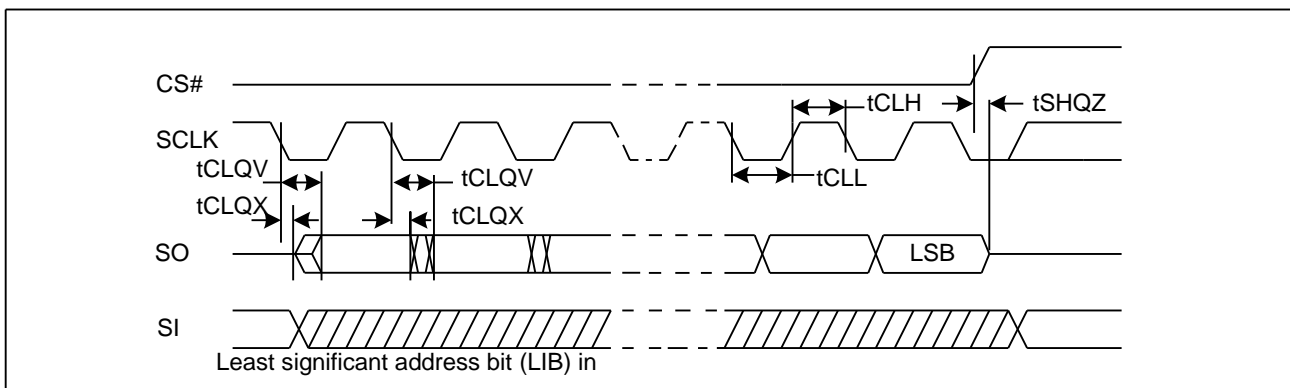 CS#
tCLH
tSHQZ
SCLK
tCLQV
tCLQV
tCLL
tCLQX
tCLQX
SO
LSB
SI
Least significant address bit (LIB) in